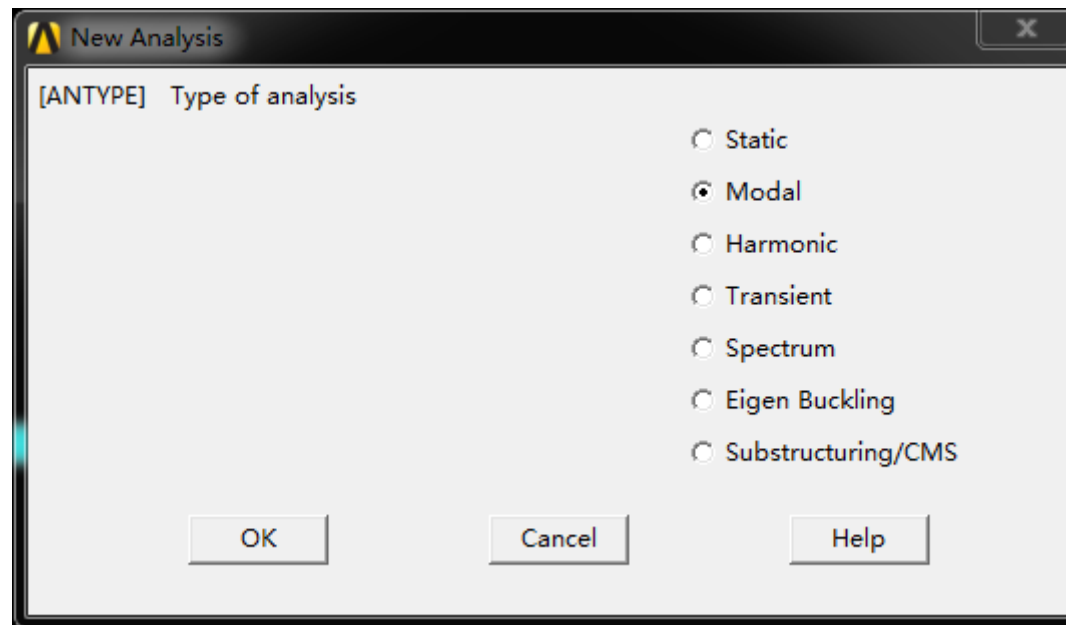 New Analysis
[ANTYPE] Type of analysis
Static
Modal
Harmonic
Transient
Spectrum
Eigen Buckling
Substructuring/CMS
OK Cancel Help